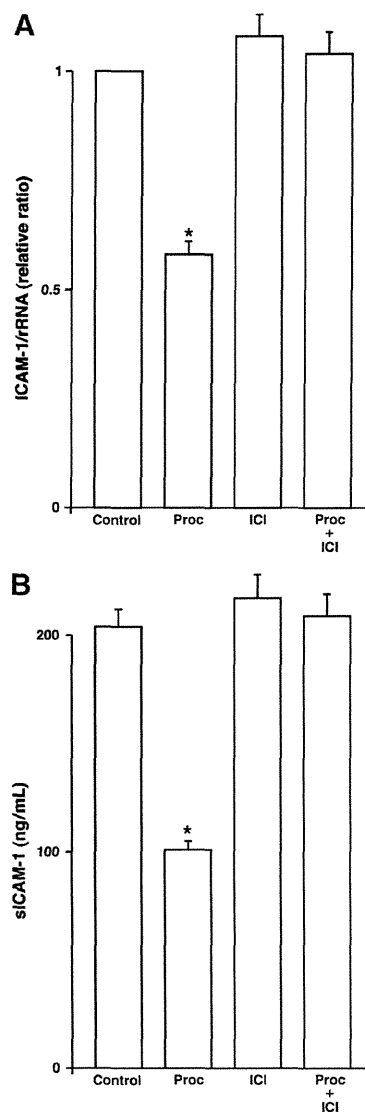 A
ICAM-1/rRNA (relative ratio)
1
*
0.5
0
Control Proc ICI Proc
+
ICI
B
sICAM-1 (ng/mL)
200
*
100
0
Control Proc ICI Proc
+
ICI